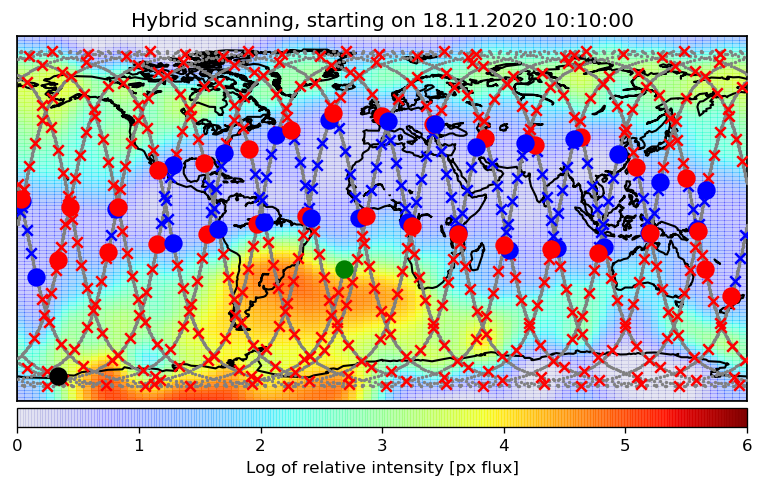 Hybrid scanning, starting on 18.11.2020 10:10:00
0 1 2 3 4 5 6
Log of relative intensity [px flux]